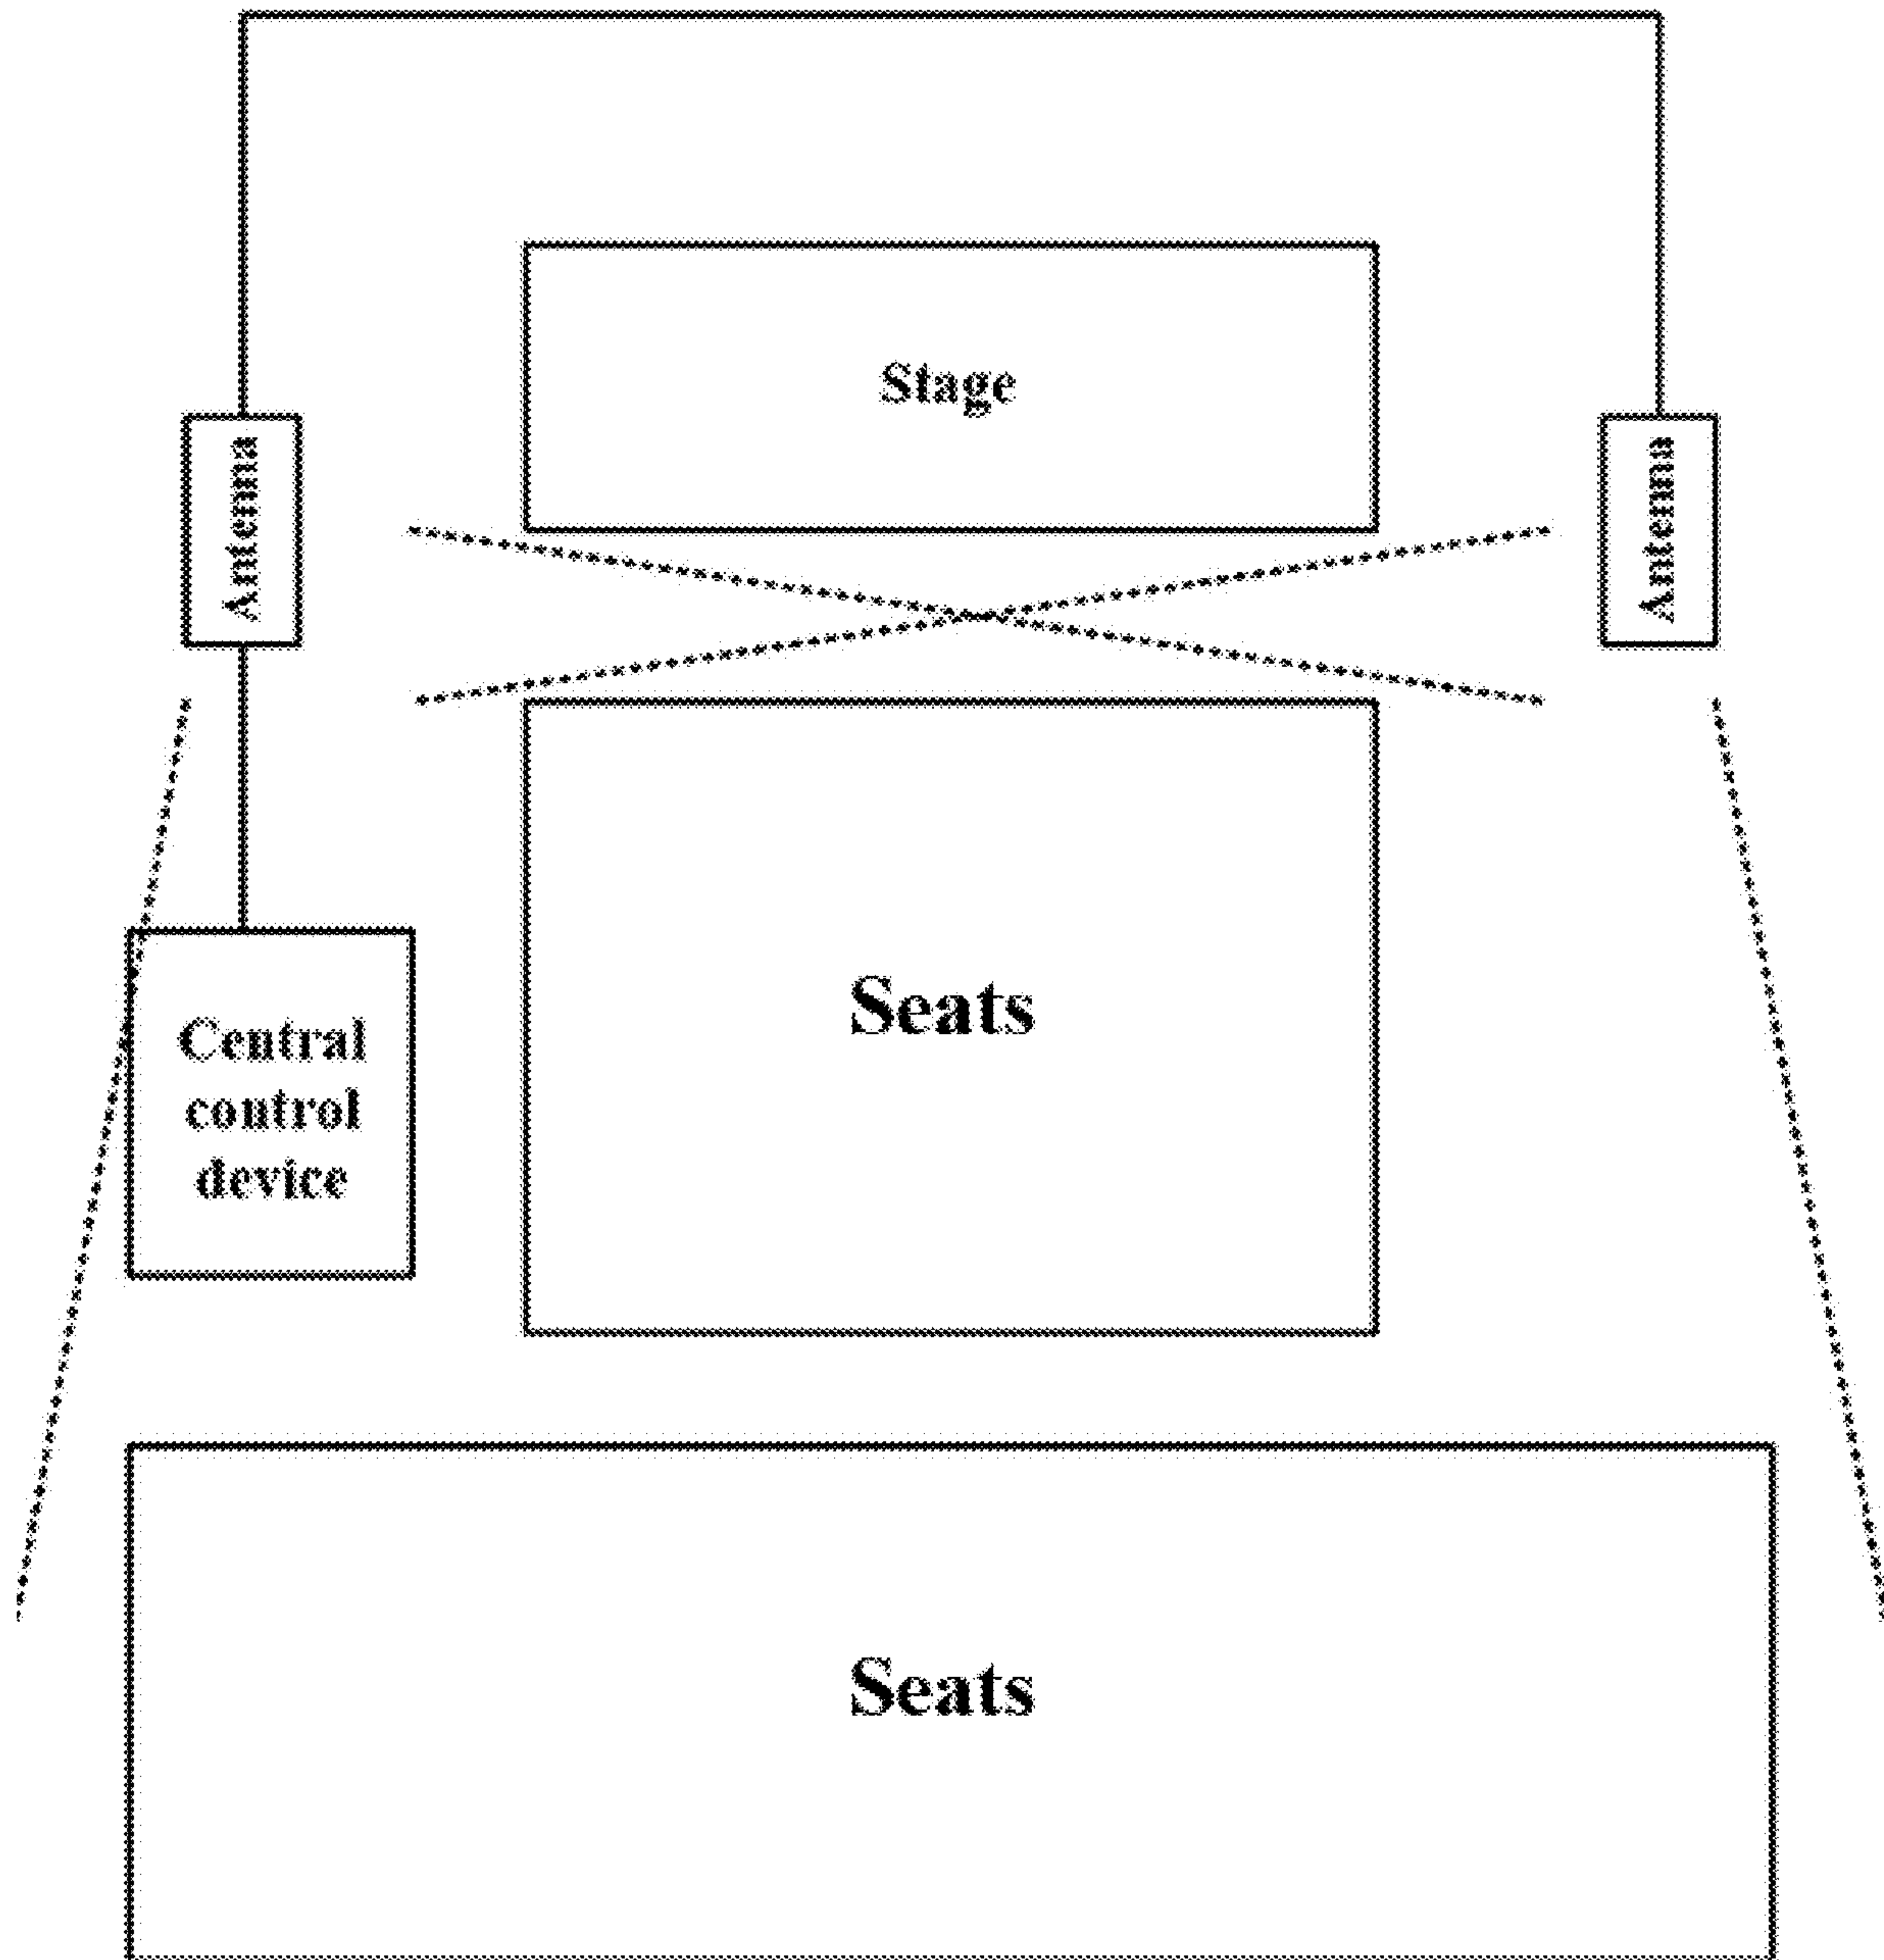 Stage
Antenna
Antenna
Seats
Central
control
device
Seats